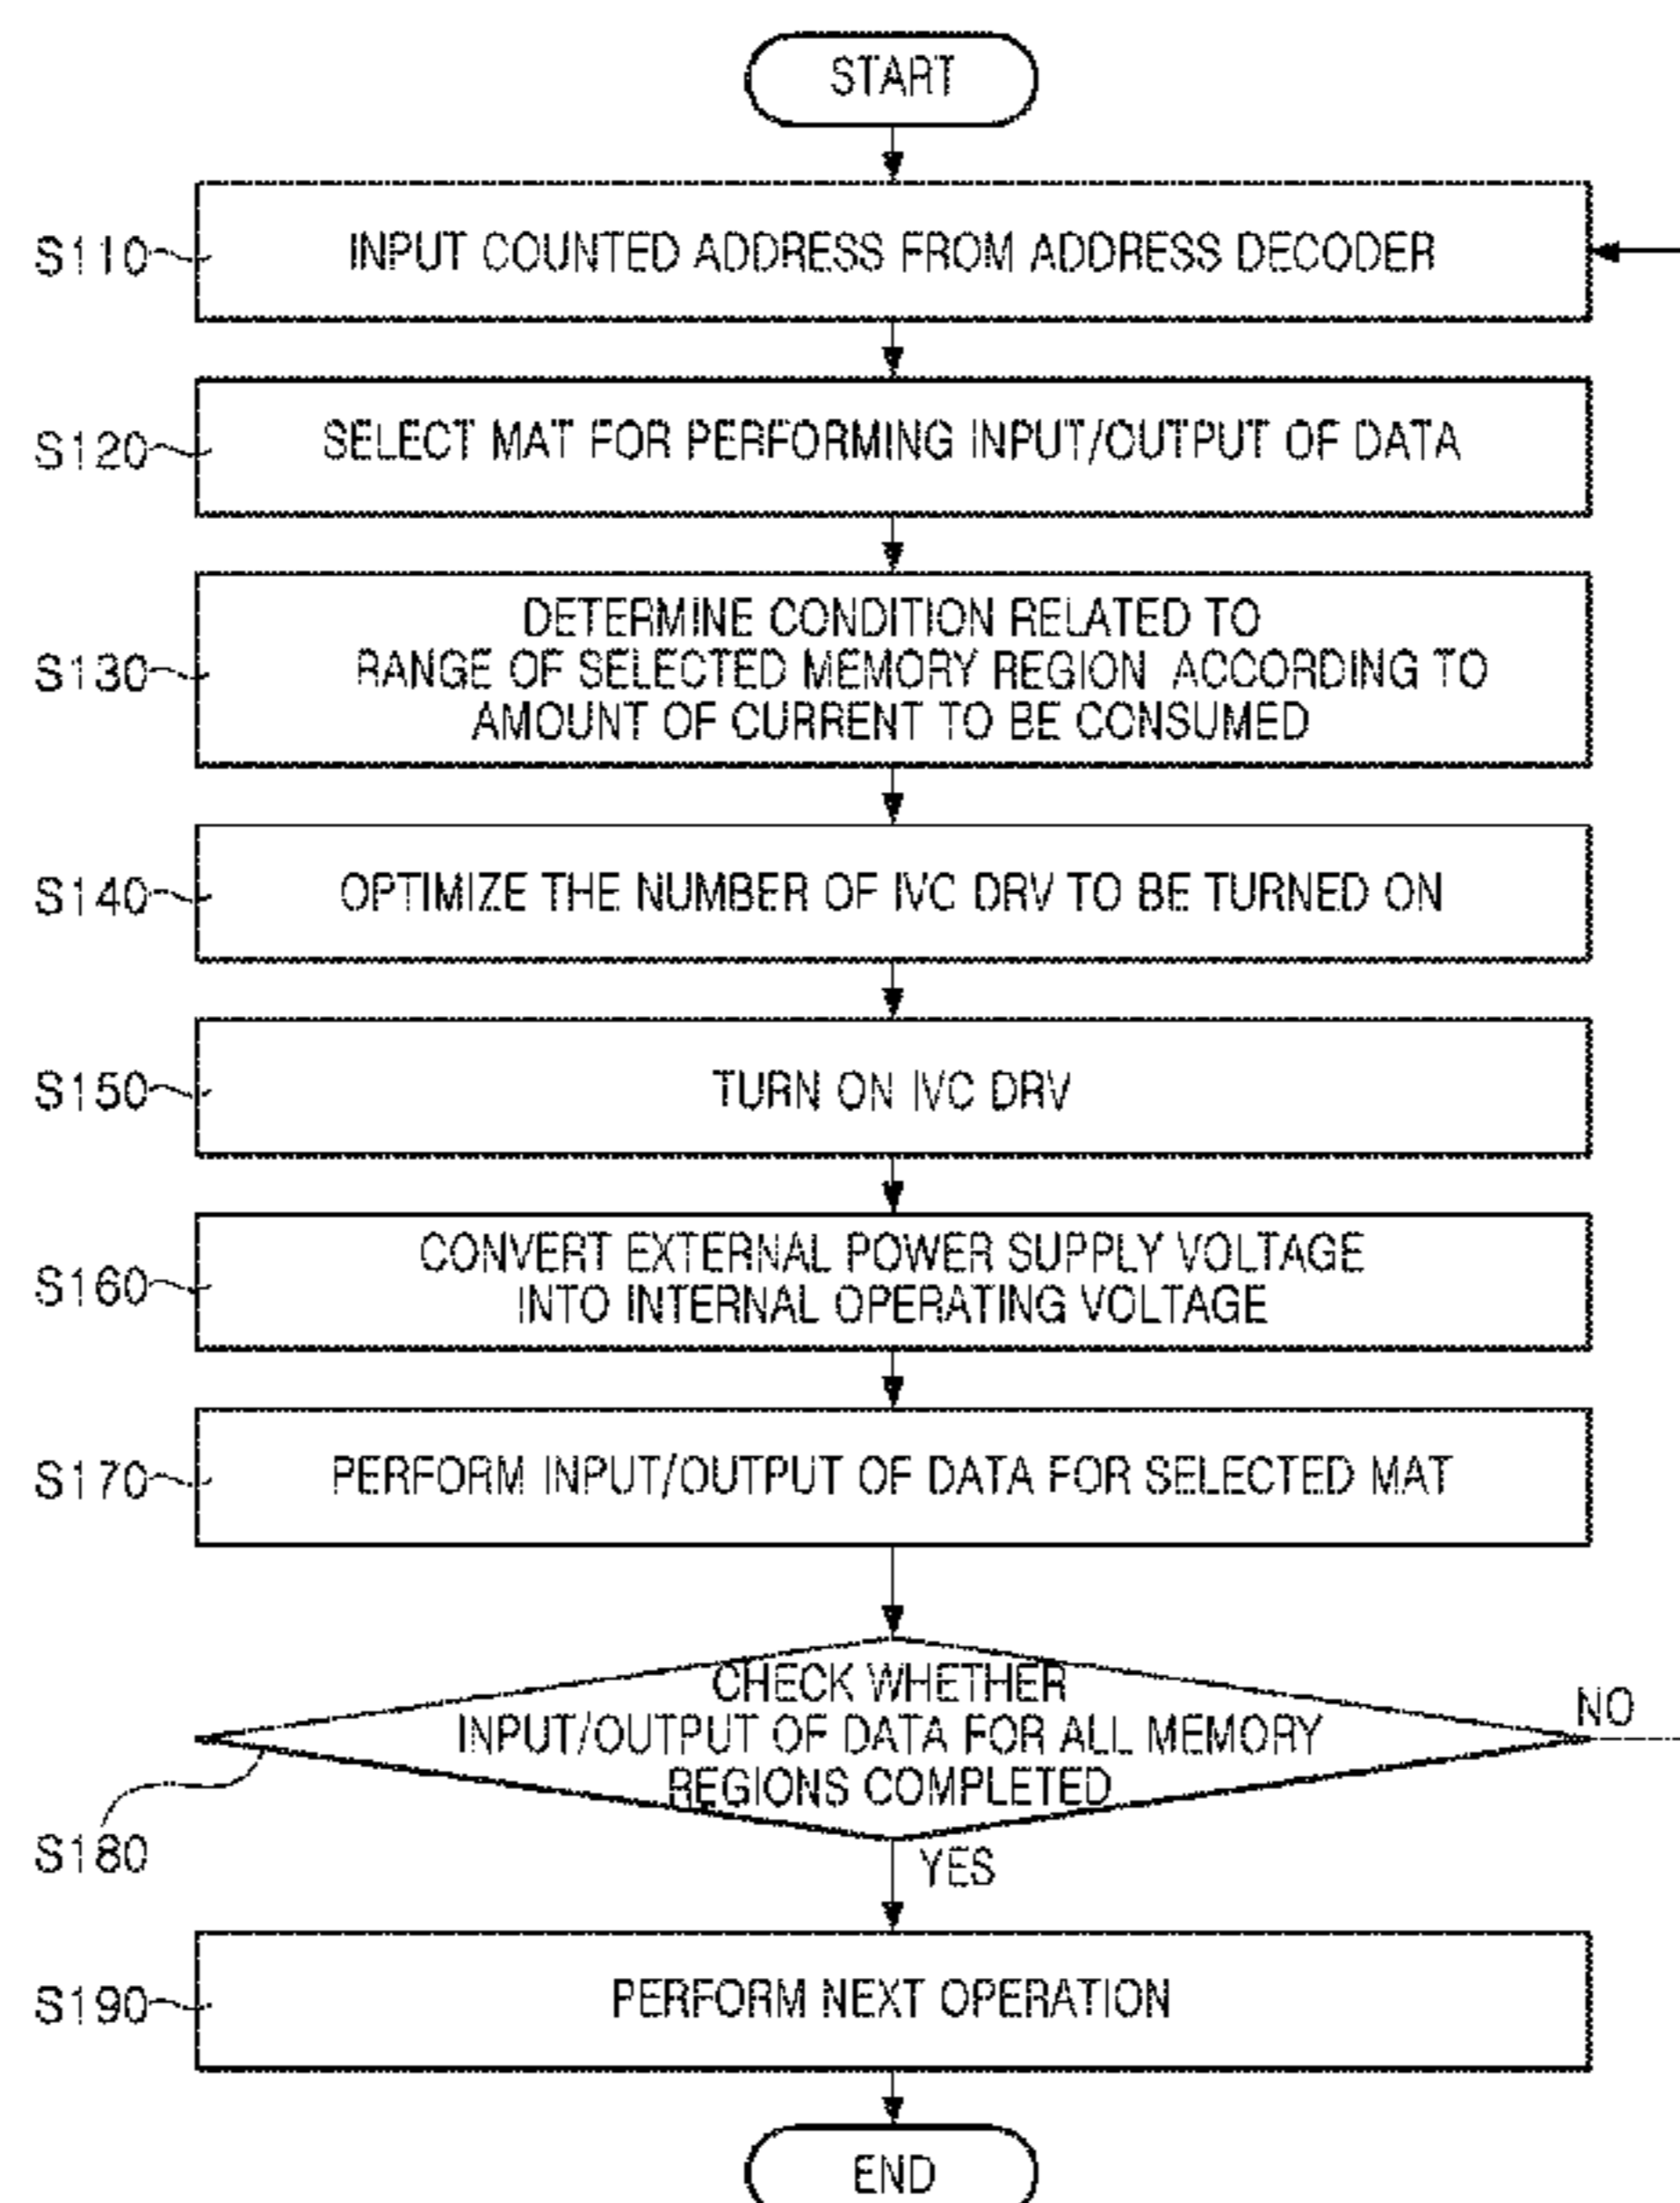 START
S110
INPUT COUNTED ADDRESS FROM ADDRESS DECODER
S120
SELECT MAT FOR PERFORMING INPUT/OUTPUT OF DATA
S130
DETERMINE CONDITION RELATED TO
RANGE OF SELECTED MEMORY REGION ACCORDING TO
AMOUNT OF CURRENT TO BE CONSUMED
S140
OPTIMIZE THE NUMBER OF IVC DRV TO BE TURNED ON
S150
TURN ON IVC DRV
S160
CONVERT EXTERNAL POWER SUPPLY VOLTAGE
INTO INTERNAL OPERATING VOLTAGE
S170
PERFORM INPUT/OUTPUT OF DATA FOR SELECTED MAT
CHECK WHETHER
INPUT/OUTPUT OF DATA FOR ALL MEMORY
REGIONS COMPLETED
NO
S180
YES
S190
PERFORM NEXT OPERATION
END